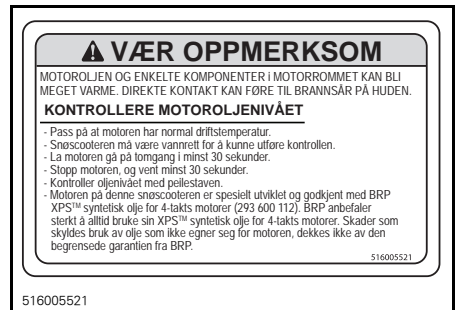 ⚠ VÆR OPPMERKSOM
MOTOROLJEN OG ENKELTE KOMPONENTER i MOTORROMMET KAN BLI
MEGET VARME. DIREKTE KONTAKT KAN FØRE TIL BRANNSÅR PÅ HUDEN.
KONTROLLERE MOTOROLJENIVÅET
- Pass på at motoren har normal driftstemperatur.
- Snøscooteren må være vannrett for å kunne utføre kontrollen.
- La motoren gå på tomgang i minst 30 sekunder.
- Stopp motoren, og vent minst 30 sekunder.
- Kontroller oljenivået med peilestaven.
- Motoren på denne snøscooteren er spesielt utviklet og godkjent med BRP
XPS™ syntetisk olje for 4-takts motorer (293 600 112). BRP anbefaler
sterkt å alltid bruke sin XPS™ syntetisk olje for 4-takts motorer. Skader som
skyldes bruk av olje som ikke egner seg for motoren, dekkes ikke av den
begrensede garantien fra BRP.
516005521
516005521